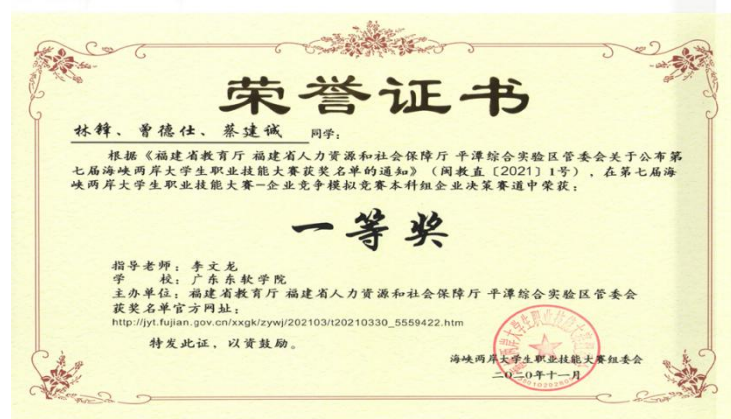 荣誉证书
林锋、曾德仕、蔡建诚 同学:
根据《福建省教育厅 福建省人力资源和社会保障厅 平潭综合实验区管委会关于公布第
七届海峡两岸大学生职业技能大赛获奖名单的通知》（闽教直〔2021〕1号），在第七届海
峡两岸大学生职业技能大赛-企业竞争模拟竞赛本科组企业决策赛道中荣获：
一等奖
指导老师：李文龙
学 校：广东东软学院
主办单位：福建省教育厅 福建省人力资源和社会保障厅 平潭综合实验区管委会
获奖名单官方网址：
http://jyt.fujian.gov.cn/xxgk/zywj/202103/t20210330_5559422.htm
特发此证，以资鼓励。
海峡两岸大学生职业技能大赛组委会
二〇二〇年十一月